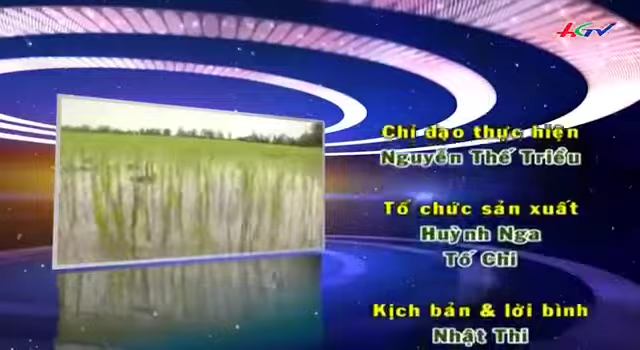 HGTV
Chỉ đạo thực hiện
Nguyễn Thế Triều
Tổ chức sản xuất
Huỳnh Nga
Tố Chi
Kịch bản & lời bình
Nhật Thi